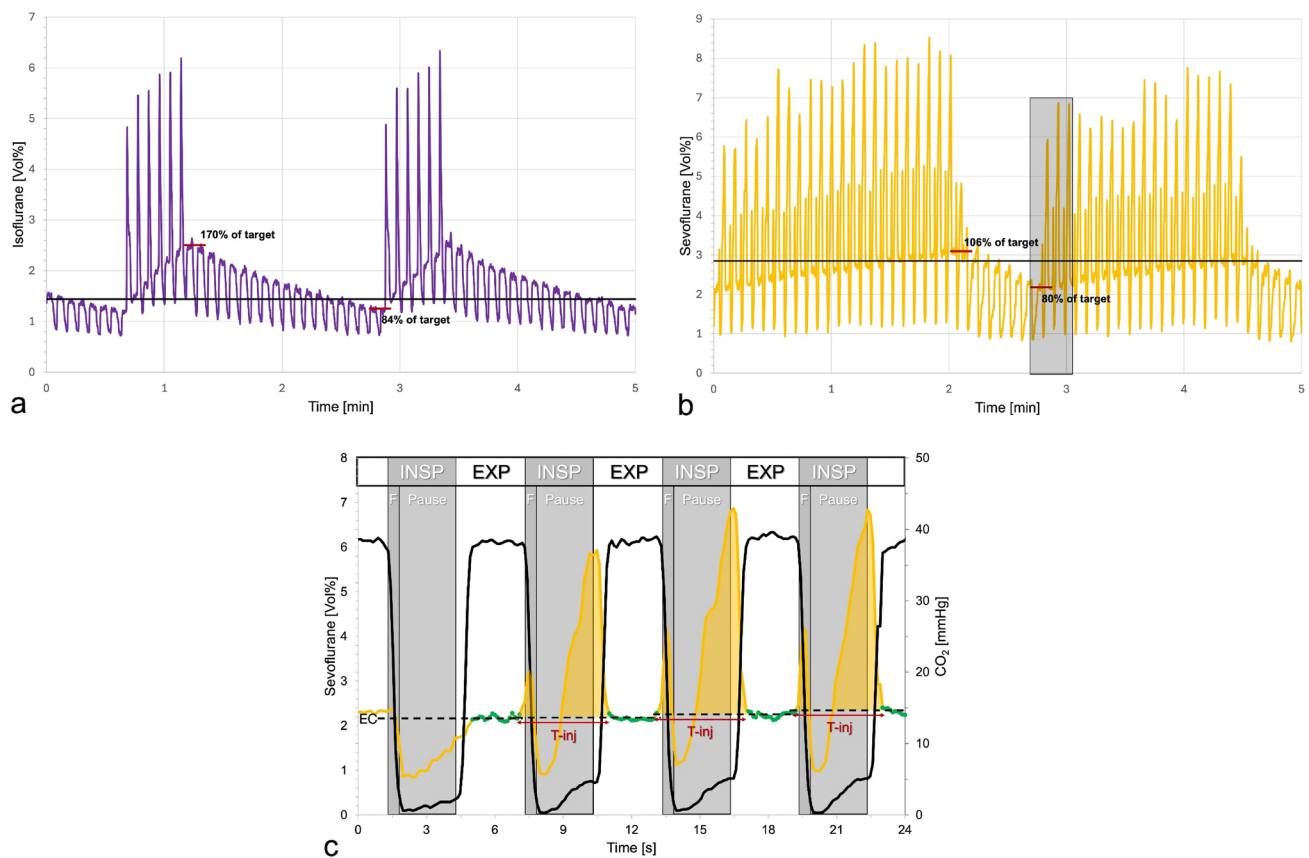 7
6
5
4
3
2
1
0
Isoflurane [Vol%]
170% of target
84% of target
0 1 2 3 4 5
Time [min]
a
9
8
7
6
5
4
3
2
1
0
Sevoflurane [Vol%]
106% of target
80% of target
0 1 2 3 4 5
Time [min]
b
INSP EXP INSP EXP INSP EXP INSP
F Pause F Pause F Pause F Pause
8
7
6
5
4
3
2
1
0
Sevoflurane [Vol%]
EC
T-inj T-inj T-inj
50
40
30
20
10
0
CO₂ [mmHg]
0 3 6 9 12 15 18 21 24
Time [s]
c